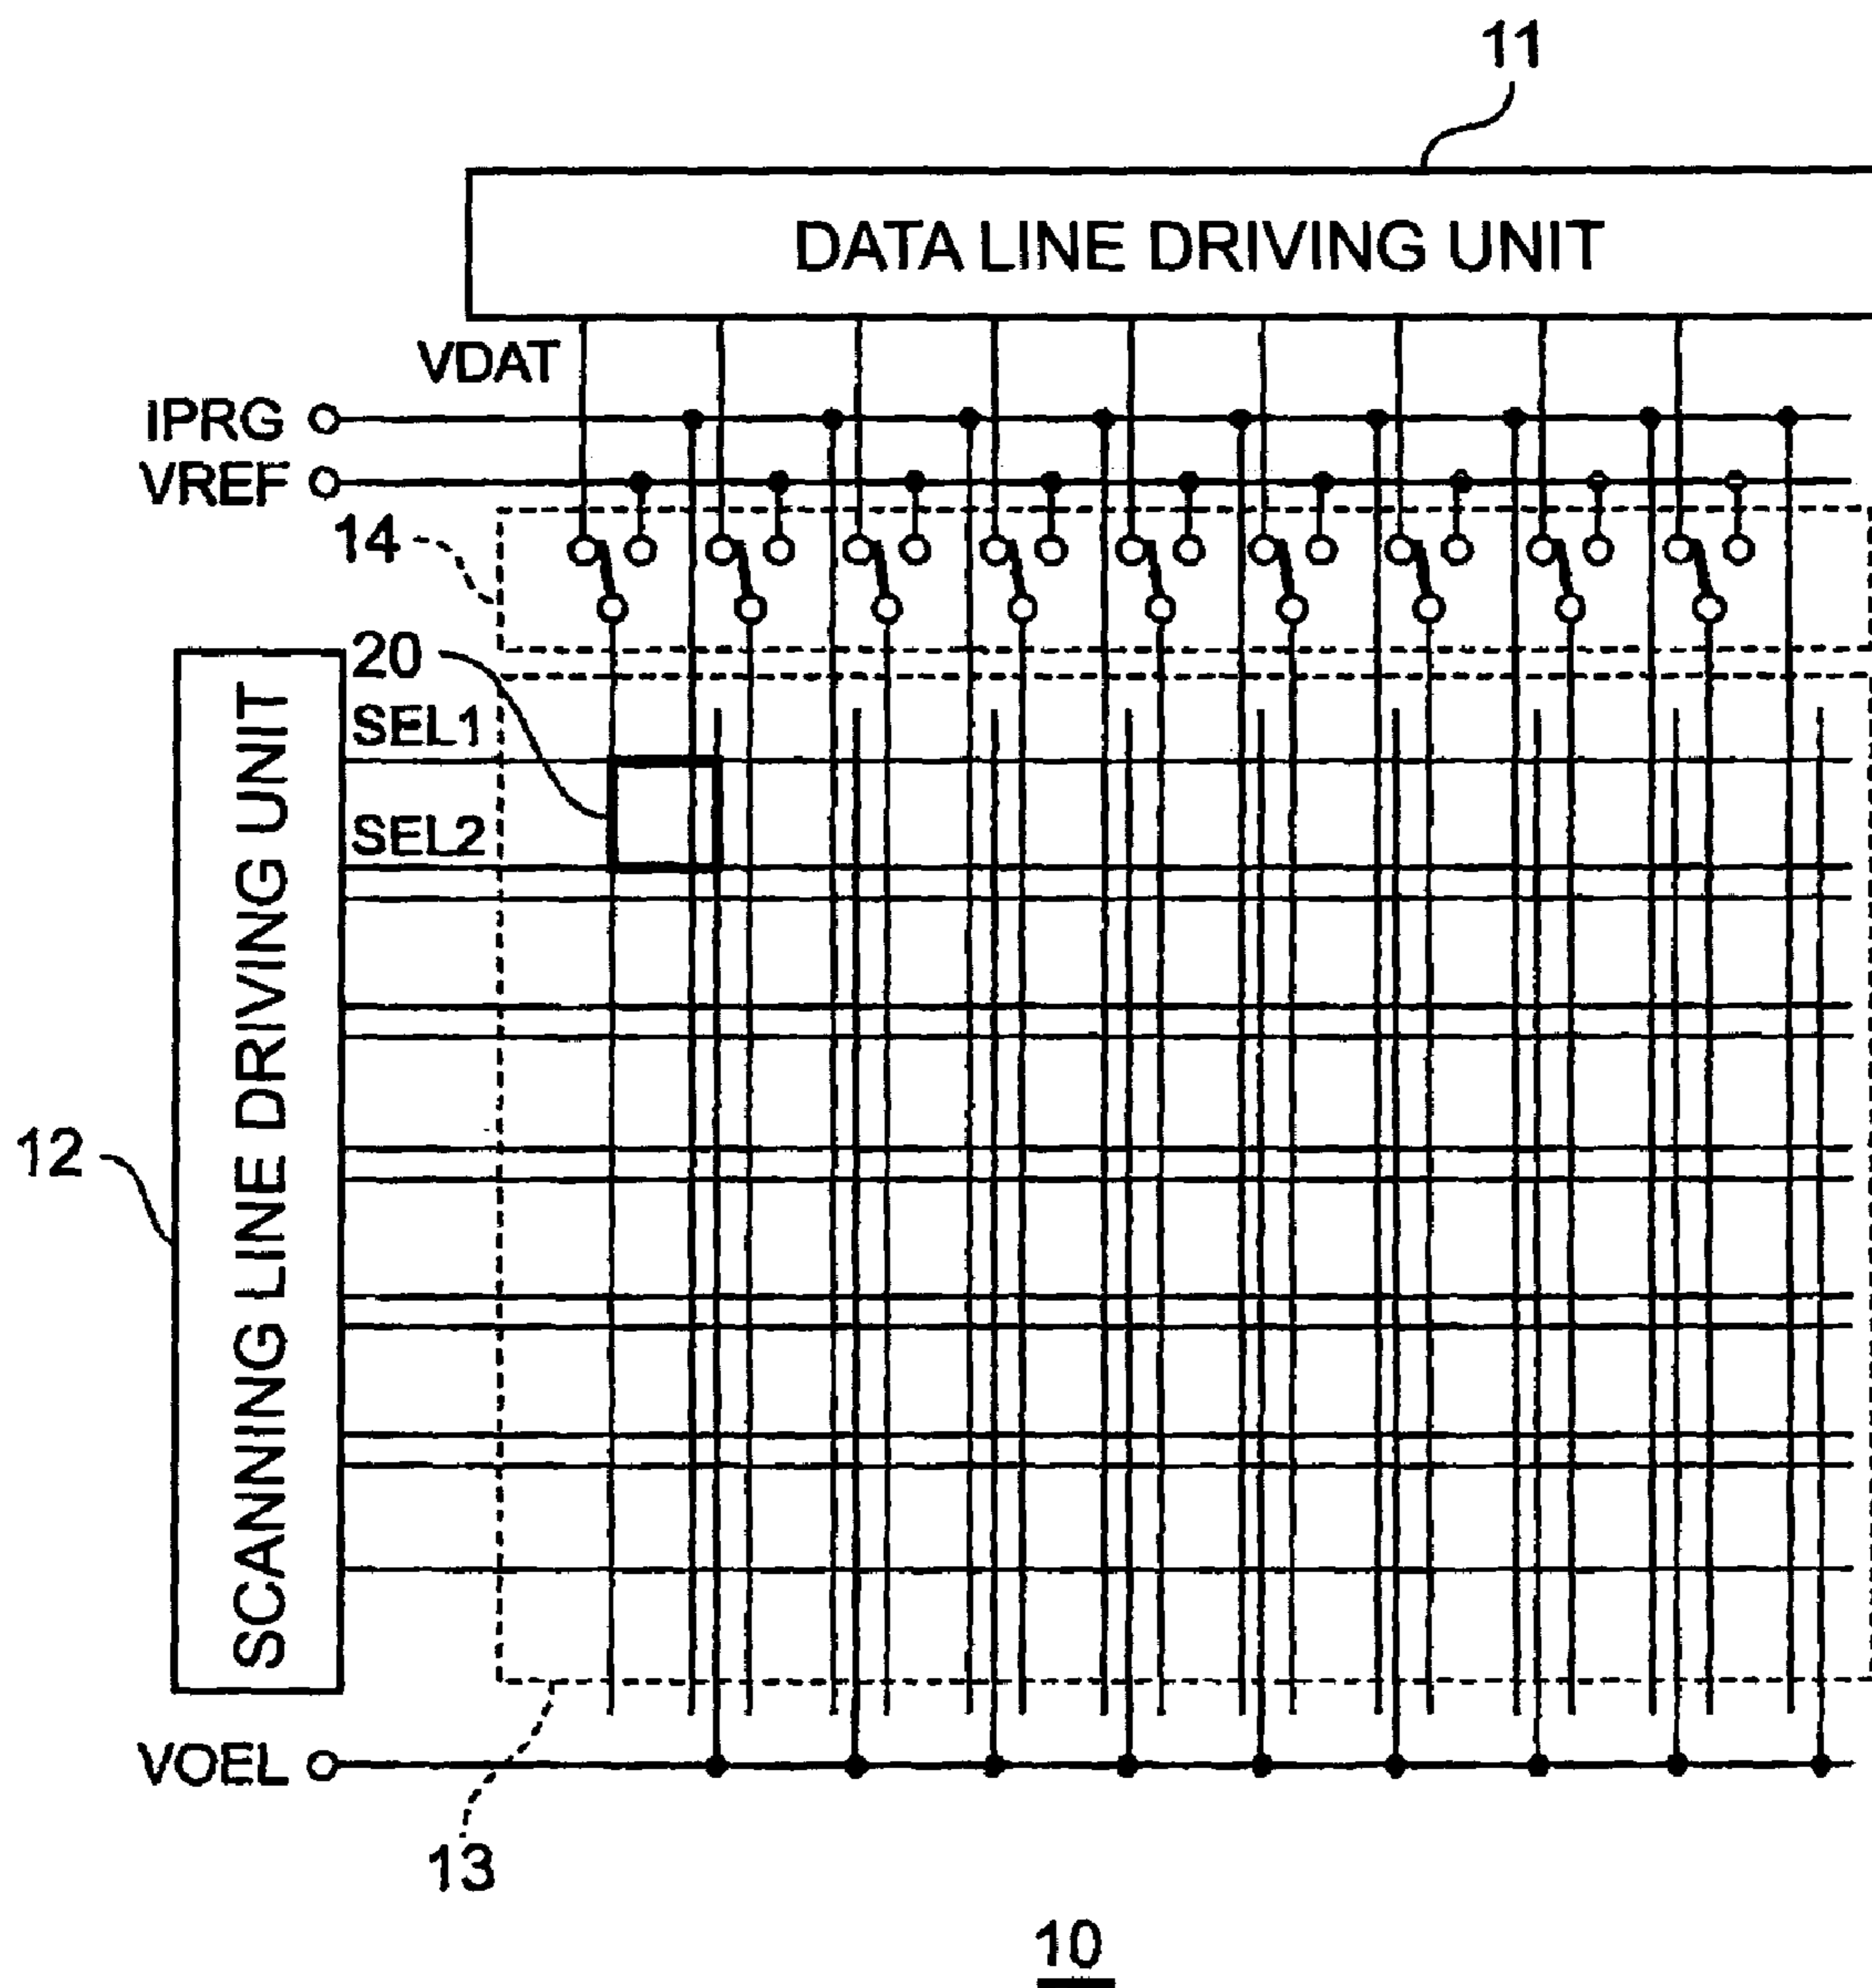 11
DATA LINE DRIVING UNIT
VDAT
IPRG
VREF
14
20
SEL1
SEL2
SCANNING LINE DRIVING UNIT
12
VOEL
13
10